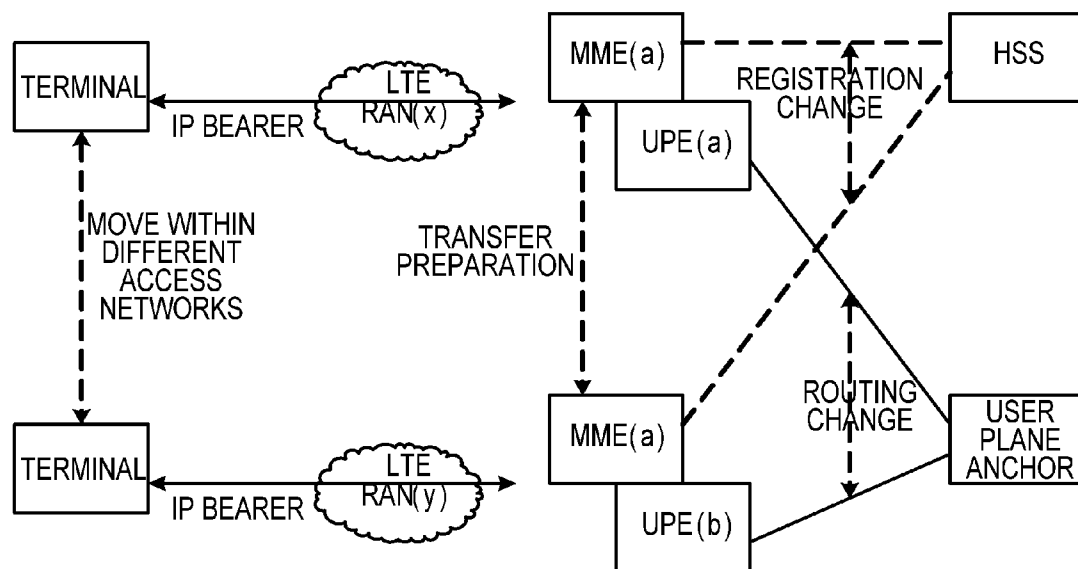 TERMINAL
IP BEARER
LTE
RAN(x)
MME(a)
UPE(a)
REGISTRATION
CHANGE
HSS
MOVE WITHIN
DIFFERENT
ACCESS
NETWORKS
TRANSFER
PREPARATION
ROUTING
CHANGE
TERMINAL
IP BEARER
LTE
RAN(y)
MME(a)
UPE(b)
USER
PLANE
ANCHOR